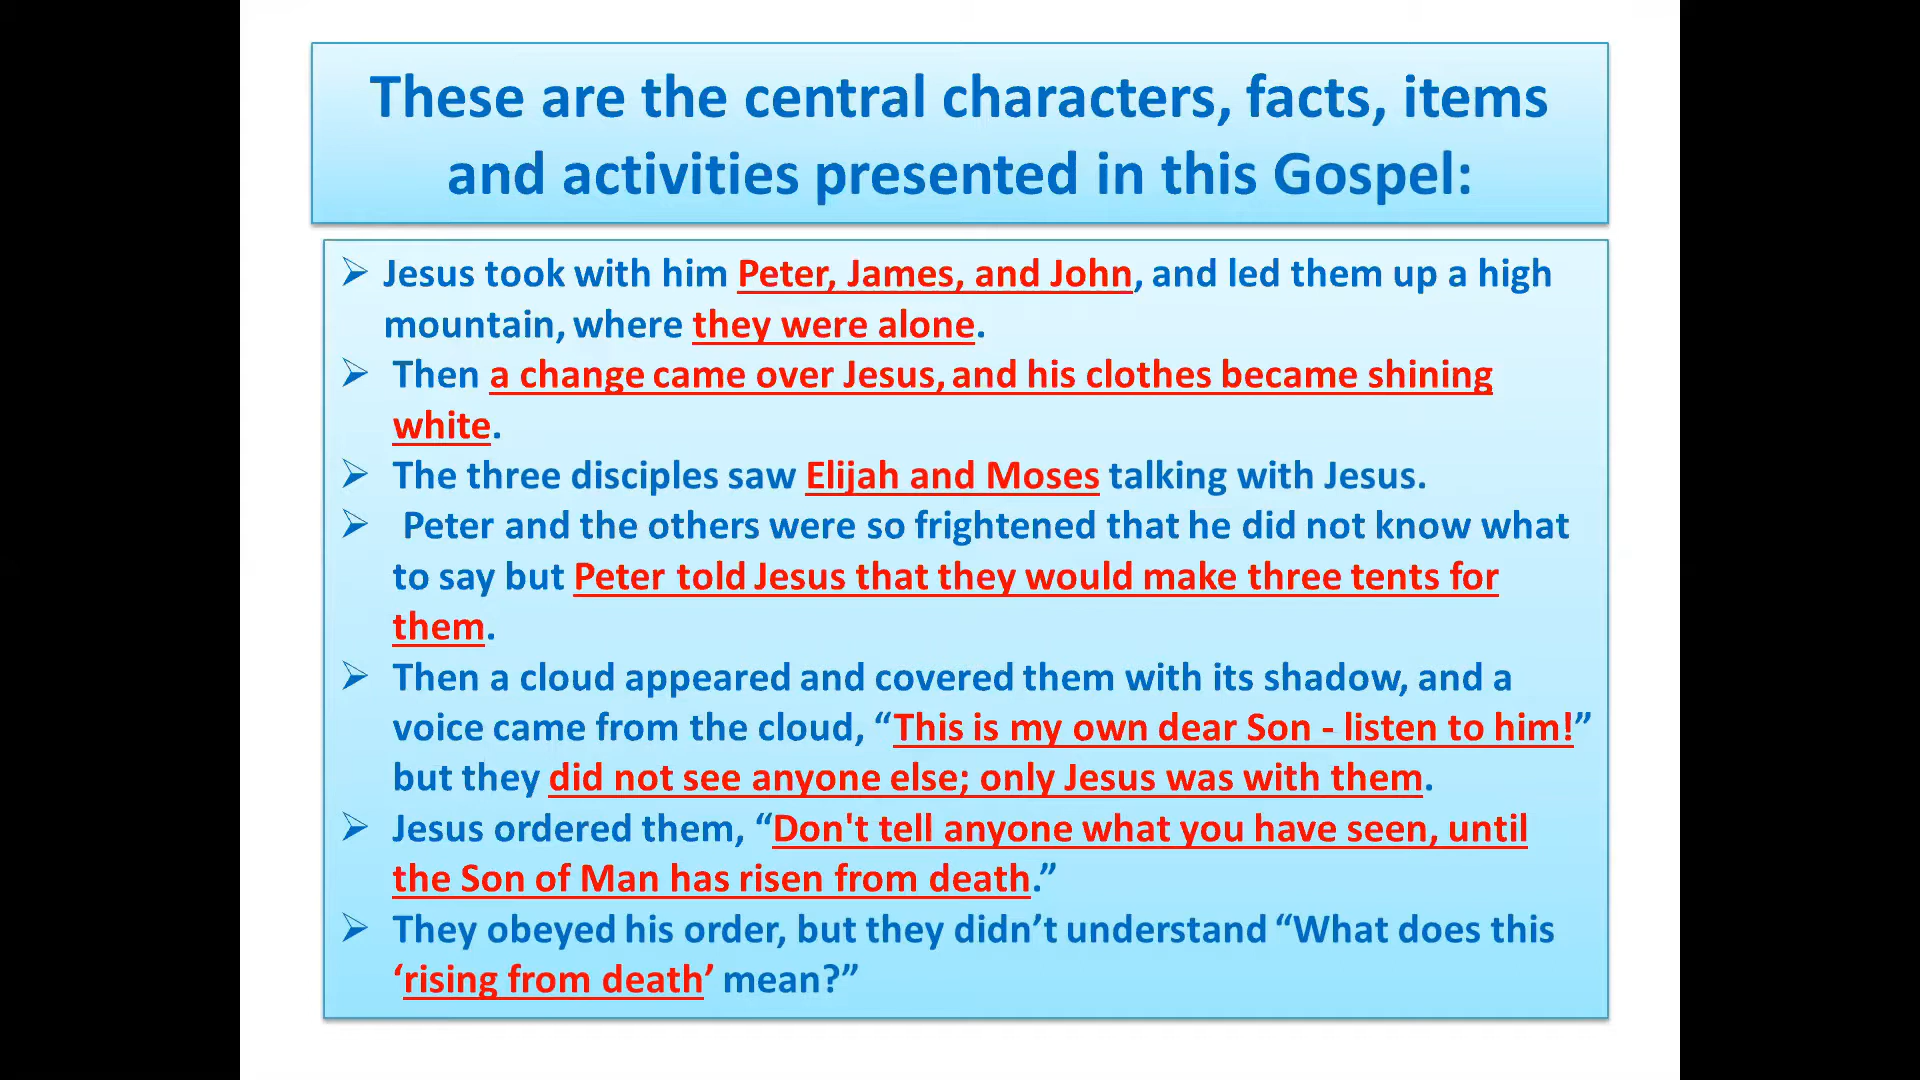 These are the central characters, facts, items
and activities presented in this Gospel:
➢ Jesus took with him Peter, James, and John, and led them up a high
mountain, where they were alone.
➢ Then a change came over Jesus, and his clothes became shining
white.
➢ The three disciples saw Elijah and Moses talking with Jesus.
➢ Peter and the others were so frightened that he did not know what
to say but Peter told Jesus that they would make three tents for
them.
➢ Then a cloud appeared and covered them with its shadow, and a
voice came from the cloud, “This is my own dear Son - listen to him!”
but they did not see anyone else; only Jesus was with them.
➢ Jesus ordered them, “Don't tell anyone what you have seen, until
the Son of Man has risen from death.”
➢ They obeyed his order, but they didn’t understand “What does this
‘rising from death’ mean?”